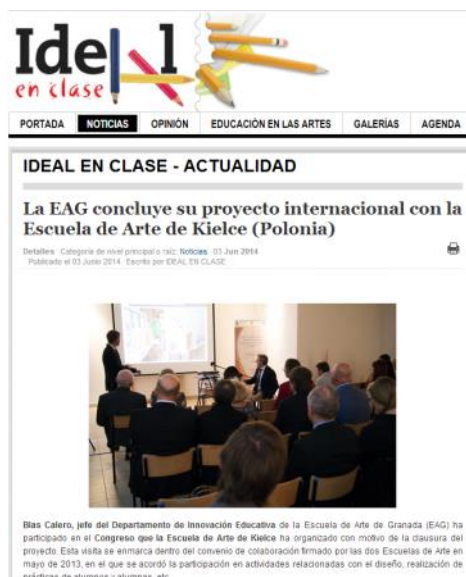 Ideal
en clase
PORTADA NOTICIAS OPINIÓN EDUCACIÓN EN LAS ARTES GALERÍAS AGENDA
IDEAL EN CLASE - ACTUALIDAD
La EAG concluye su proyecto internacional con la
Escuela de Arte de Kielce (Polonia)
Detalles Categoría de nivel principal o raíz: Noticias 03 Jun 2014
Publicado el 03 Junio 2014 Escrito por IDEAL EN CLASE
Blas Calero, jefe del Departamento de Innovación Educativa de la Escuela de Arte de Granada (EAG) ha
participado en el Congreso que la Escuela de Arte de Kielce ha organizado con motivo de la clausura del
proyecto. Esta visita se enmarca dentro del convenio de colaboración firmado por las dos Escuelas de Arte en
mayo de 2013, en el que se acordó la participación en actividades relacionadas con el diseño, realización de
prácticas de alumnos y alumnas, etc.